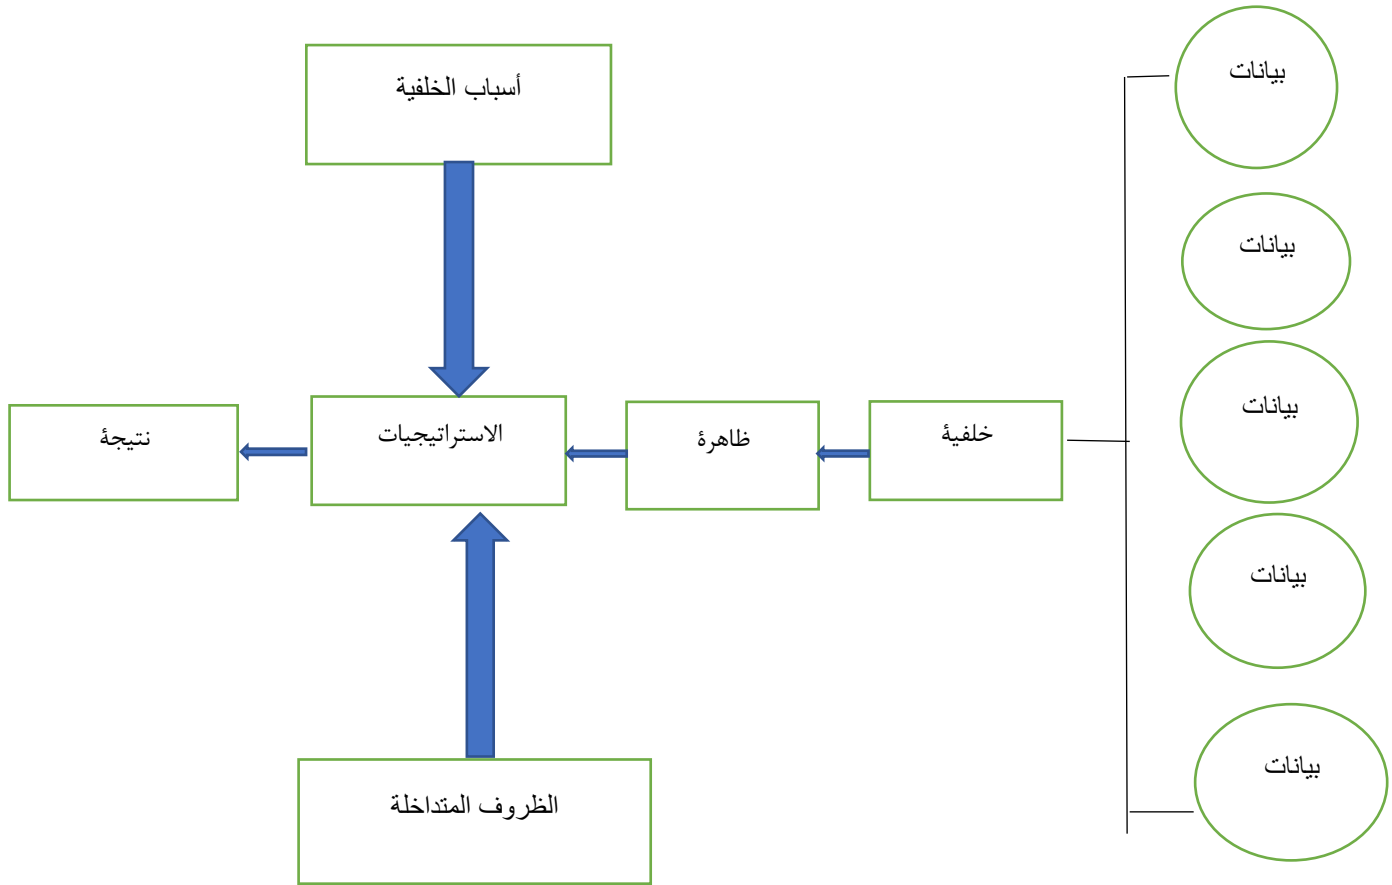 أسباب الخلفية
بيانات
بيانات
بيانات
خلفية
ظاهرة
الاستراتيجيات
نتيجة
بيانات
بيانات
الظروف المتداخلة